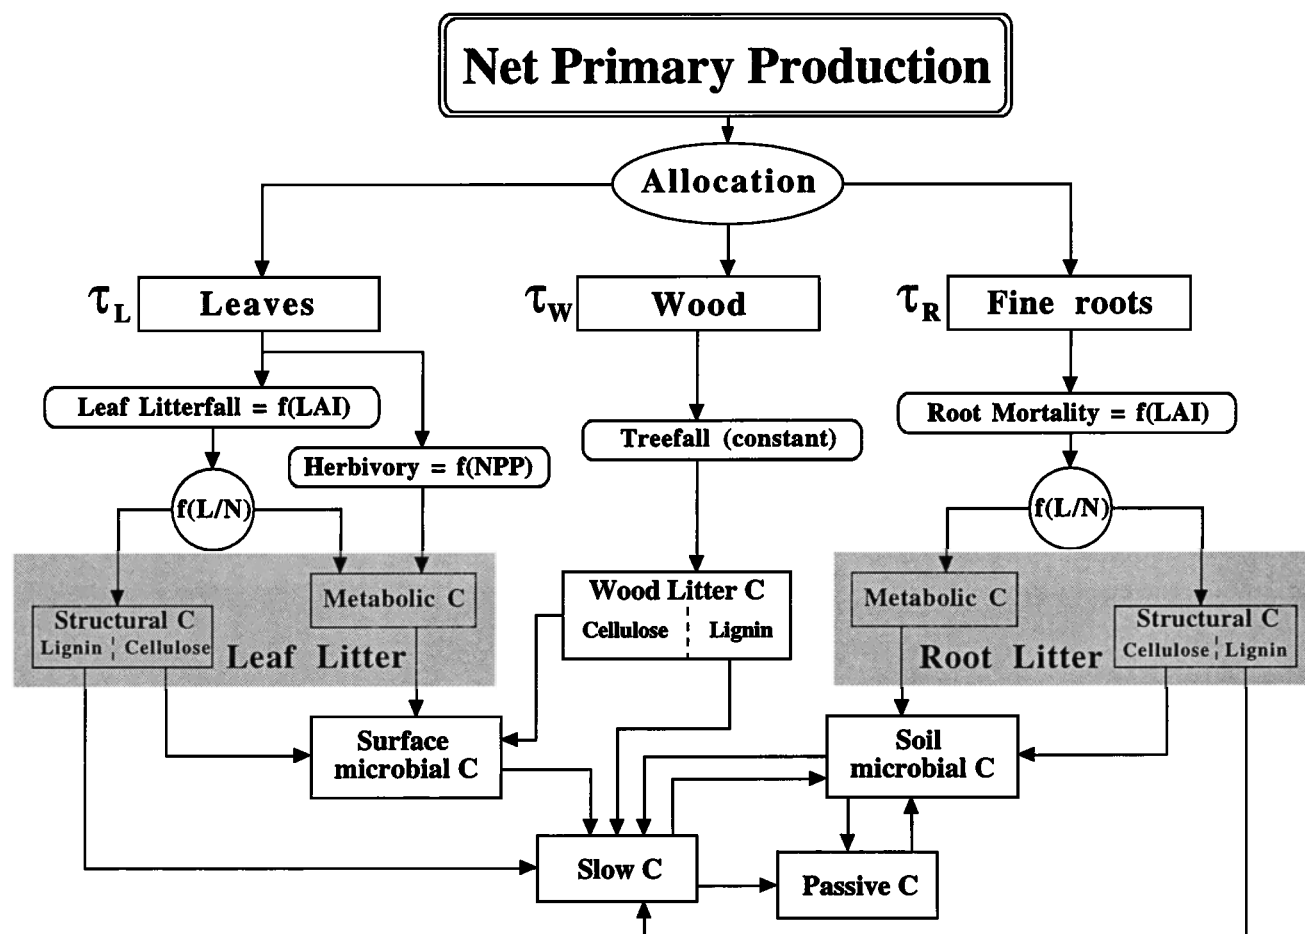 Net Primary Production
Allocation
τL Leaves
τW Wood
τR Fine roots
Leaf Litterfall = f(LAI)
Herbivory = f(NPP)
Treefall (constant)
Root Mortality = f(LAI)
f(L/N)
f(L/N)
Structural C
Lignin Cellulose
Metabolic C
Leaf Litter
Wood Litter C
Cellulose Lignin
Metabolic C
Structural C
Cellulose Lignin
Root Litter
Surface
microbial C
Soil
microbial C
Slow C
Passive C